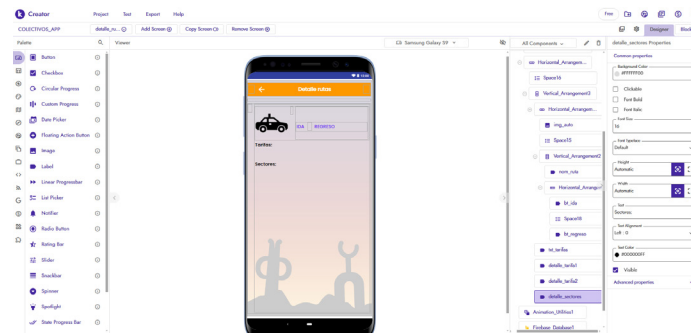 Creator
Project
Test
Export
Help
Free
COLECTIVOS_APP
detalle_ru...
Add Screen
Copy Screen
Remove Screen
Designer
Block
Palette
Viewer
Samsung Galaxy S9
All Components
detalle_sectores Properties
Button
Checkbox
Circular Progress
Custom Progress
Date Picker
Floating Action Button
Image
Label
Linear Progressbar
List Picker
Notifier
Radio Button
Rating Bar
Slider
Snackbar
Spinner
Spotlight
State Progress Bar
Detalle rutas
IDA
REGRESO
Tarifas:
Sectores:
Horizontal_Arrangem...
Space16
Vertical_Arrangement3
Horizontal_Arrangem...
img_auto
Space15
Vertical_Arrangement2
nom_ruta
Horizontal_Arranger
bt_ida
Space18
bt_regreso
txt_tarifas
detalle_tarifa1
detalle_tarifa2
detalle_sectores
Animation_Utilities1
Firebase_Database1
Common properties
Background Color
#FFFFFF00
Clickable
Font Bold
Font Italic
Font Size
16
Font Typeface
Default
Height
Automatic
Width
Automatic
Text
Sectores:
Text Alignment
Left : 0
Text Color
#000000FF
Visible
Advanced properties